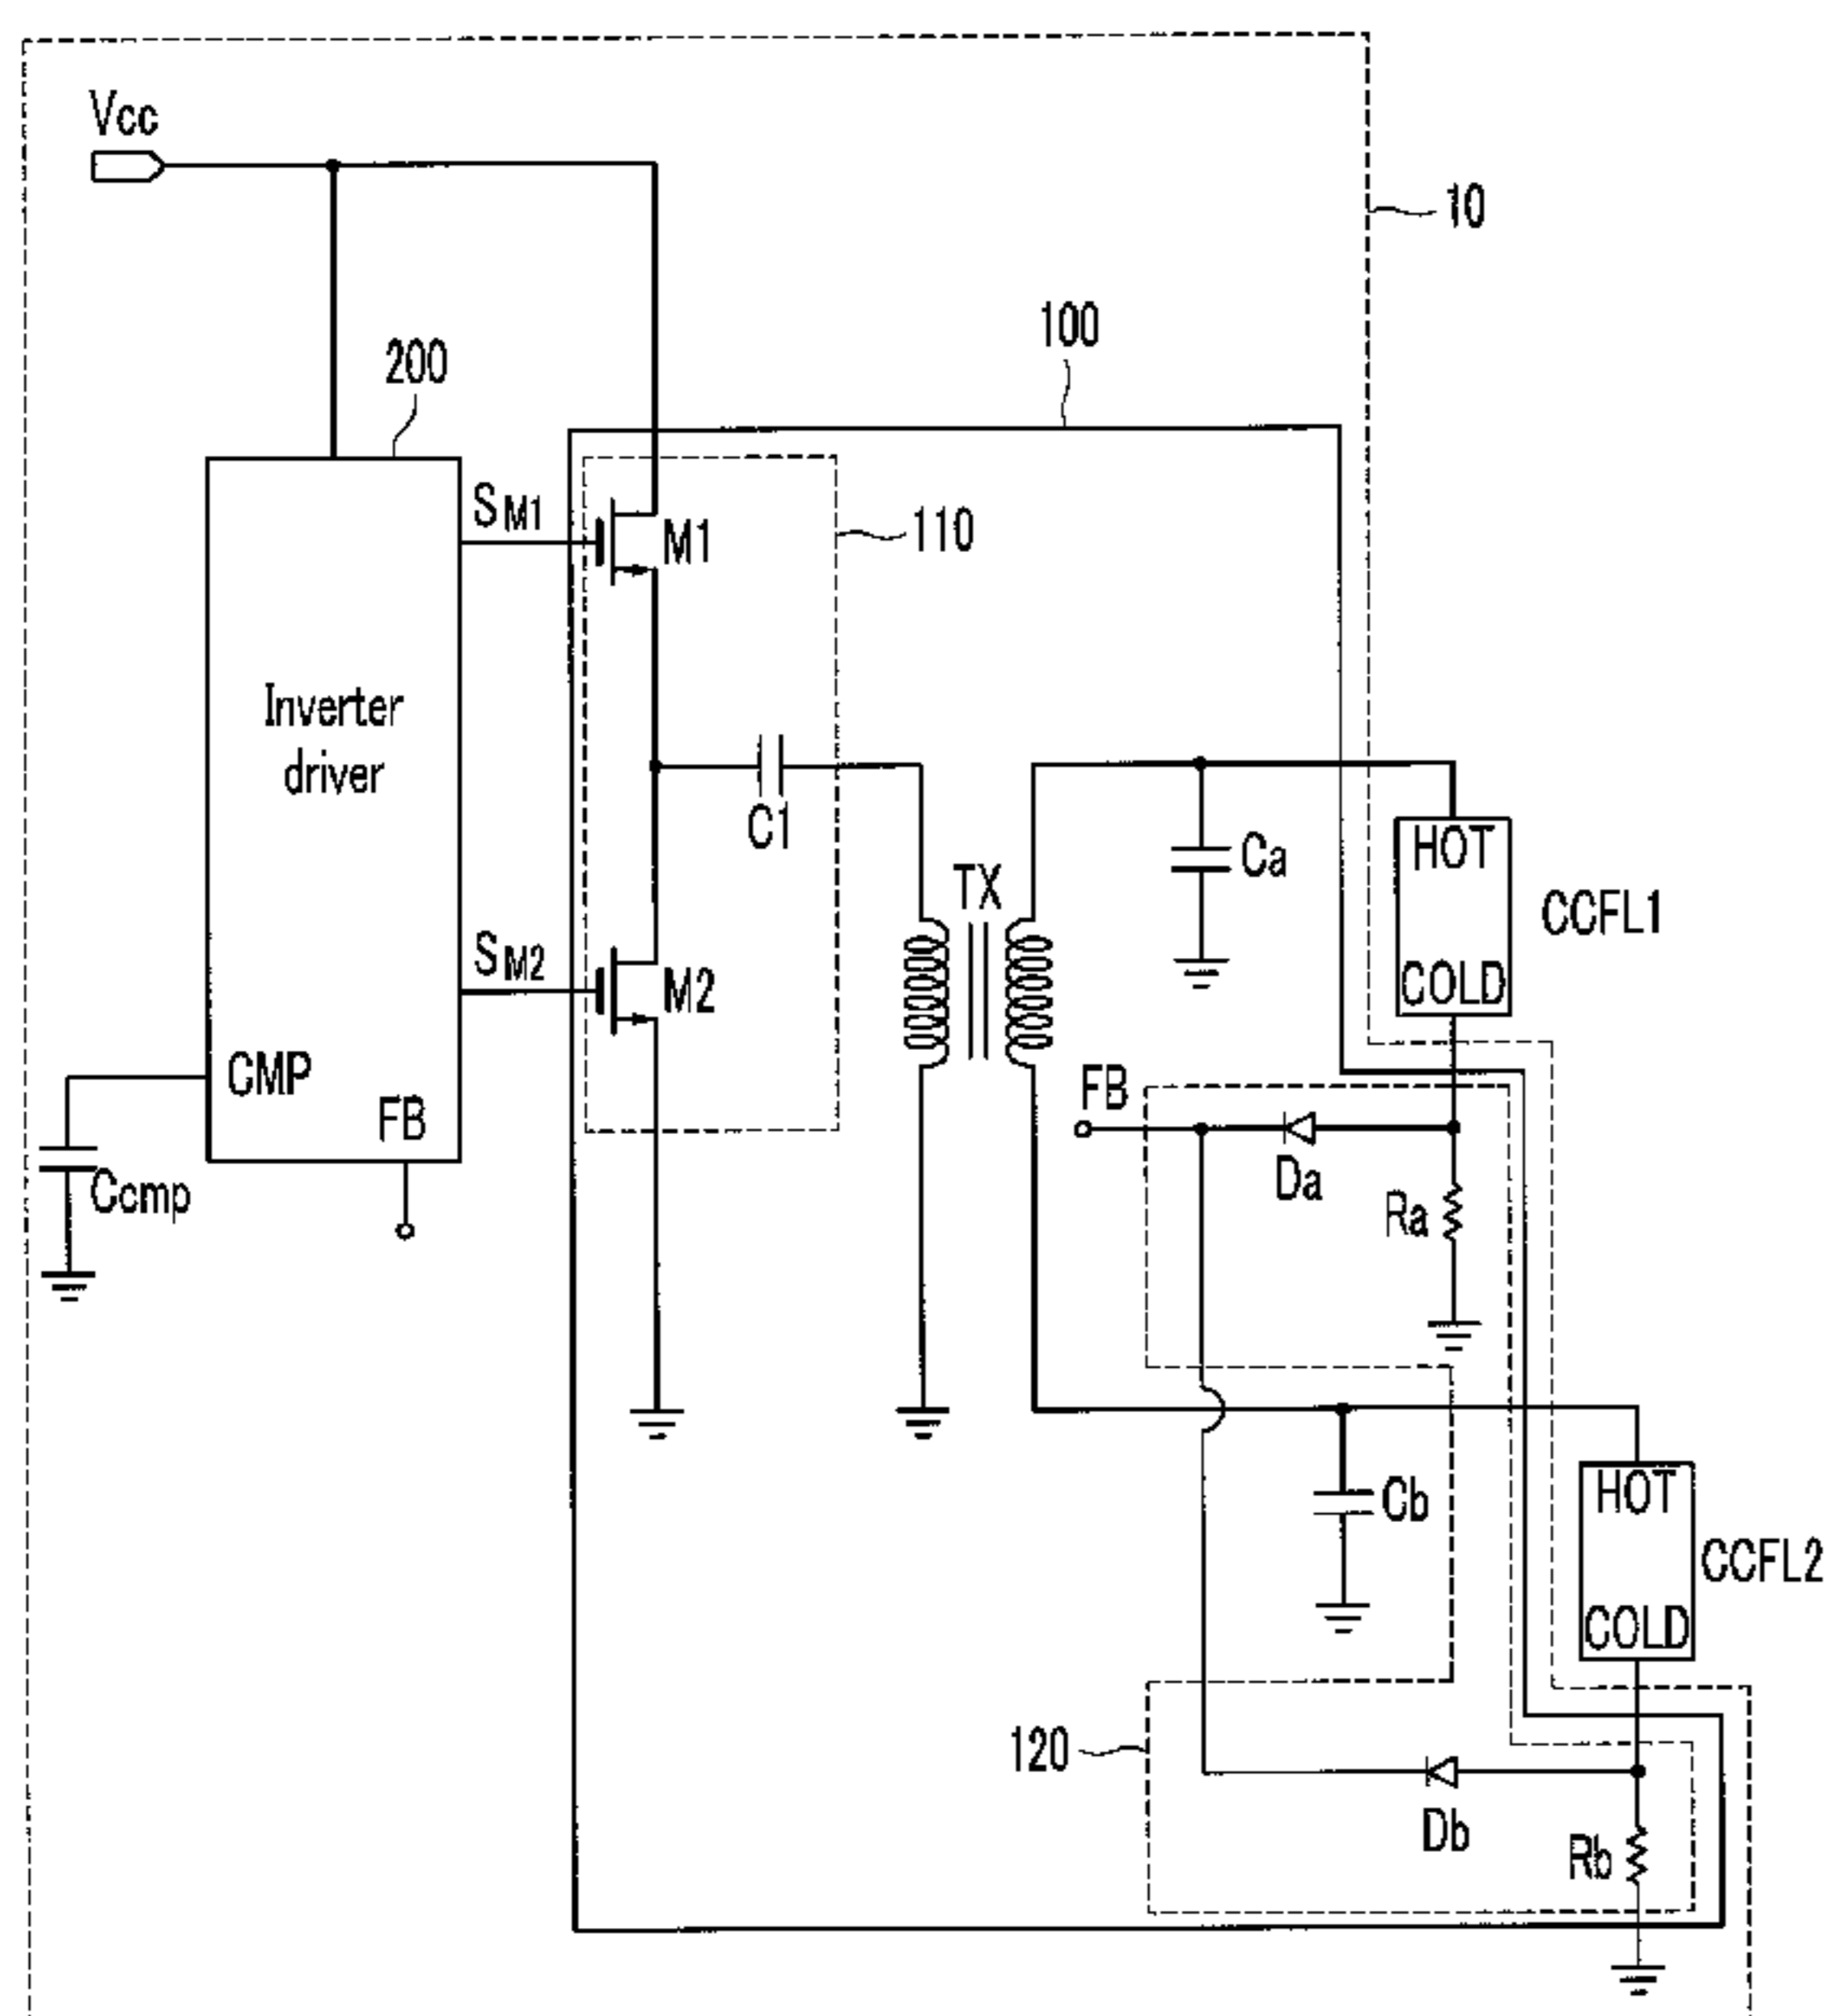 Vcc
10
100
200
SM1
M1
110
Inverter
driver
C1
HOT
Ca
TX
CCFL1
COLD
SM2
M2
CMP
FB
FB
Ccmp
Da
Ra
HOT
Cb
CCFL2
COLD
120
Db
Rb